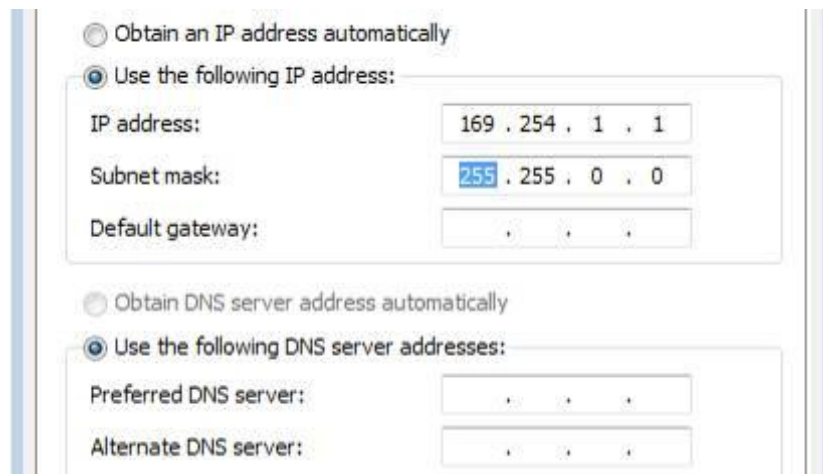 Obtain an IP address automatically
Use the following IP address:
IP address: 169 . 254 . 1 . 1
Subnet mask: 255 . 255 . 0 . 0
Default gateway: . . .
Obtain DNS server address automatically
Use the following DNS server addresses:
Preferred DNS server: . . .
Alternate DNS server: . . .